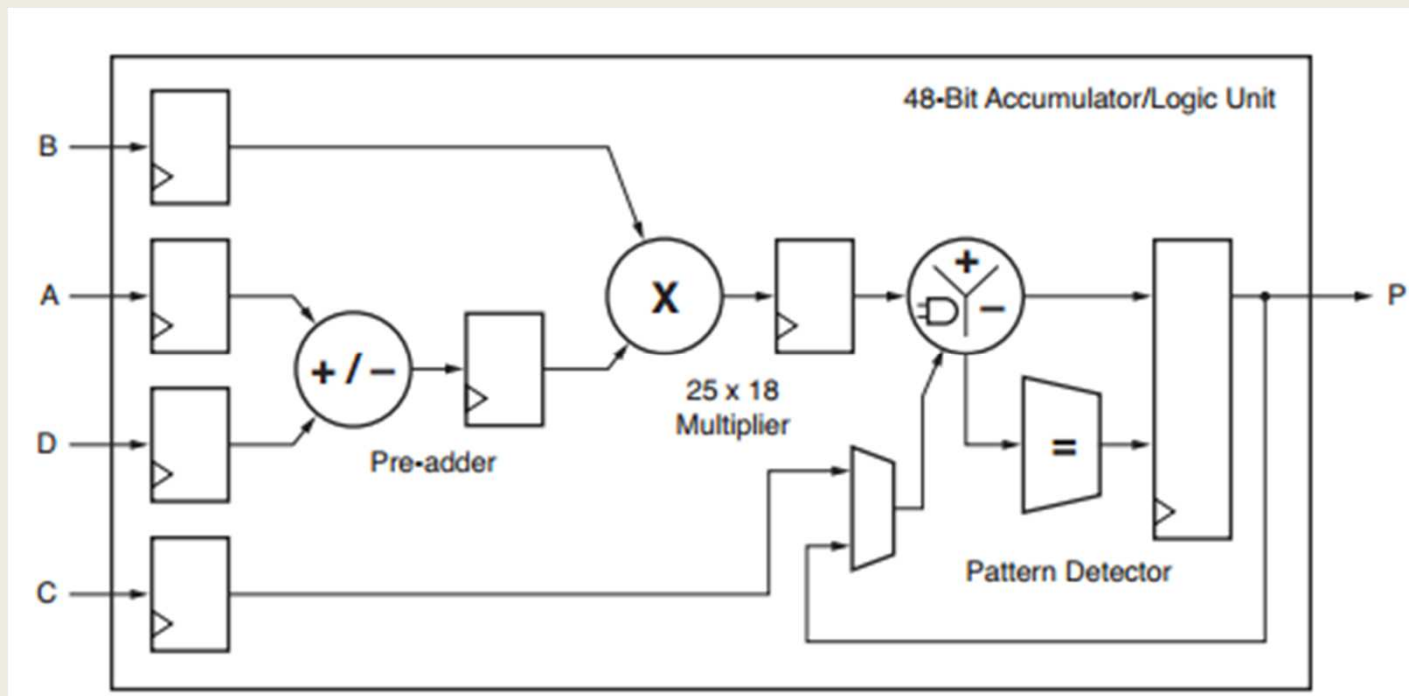 48-Bit Accumulator/Logic Unit
B
A
+
X
–
P
+ / –
25 x 18
Multiplier
D
=
Pre-adder
Pattern Detector
C